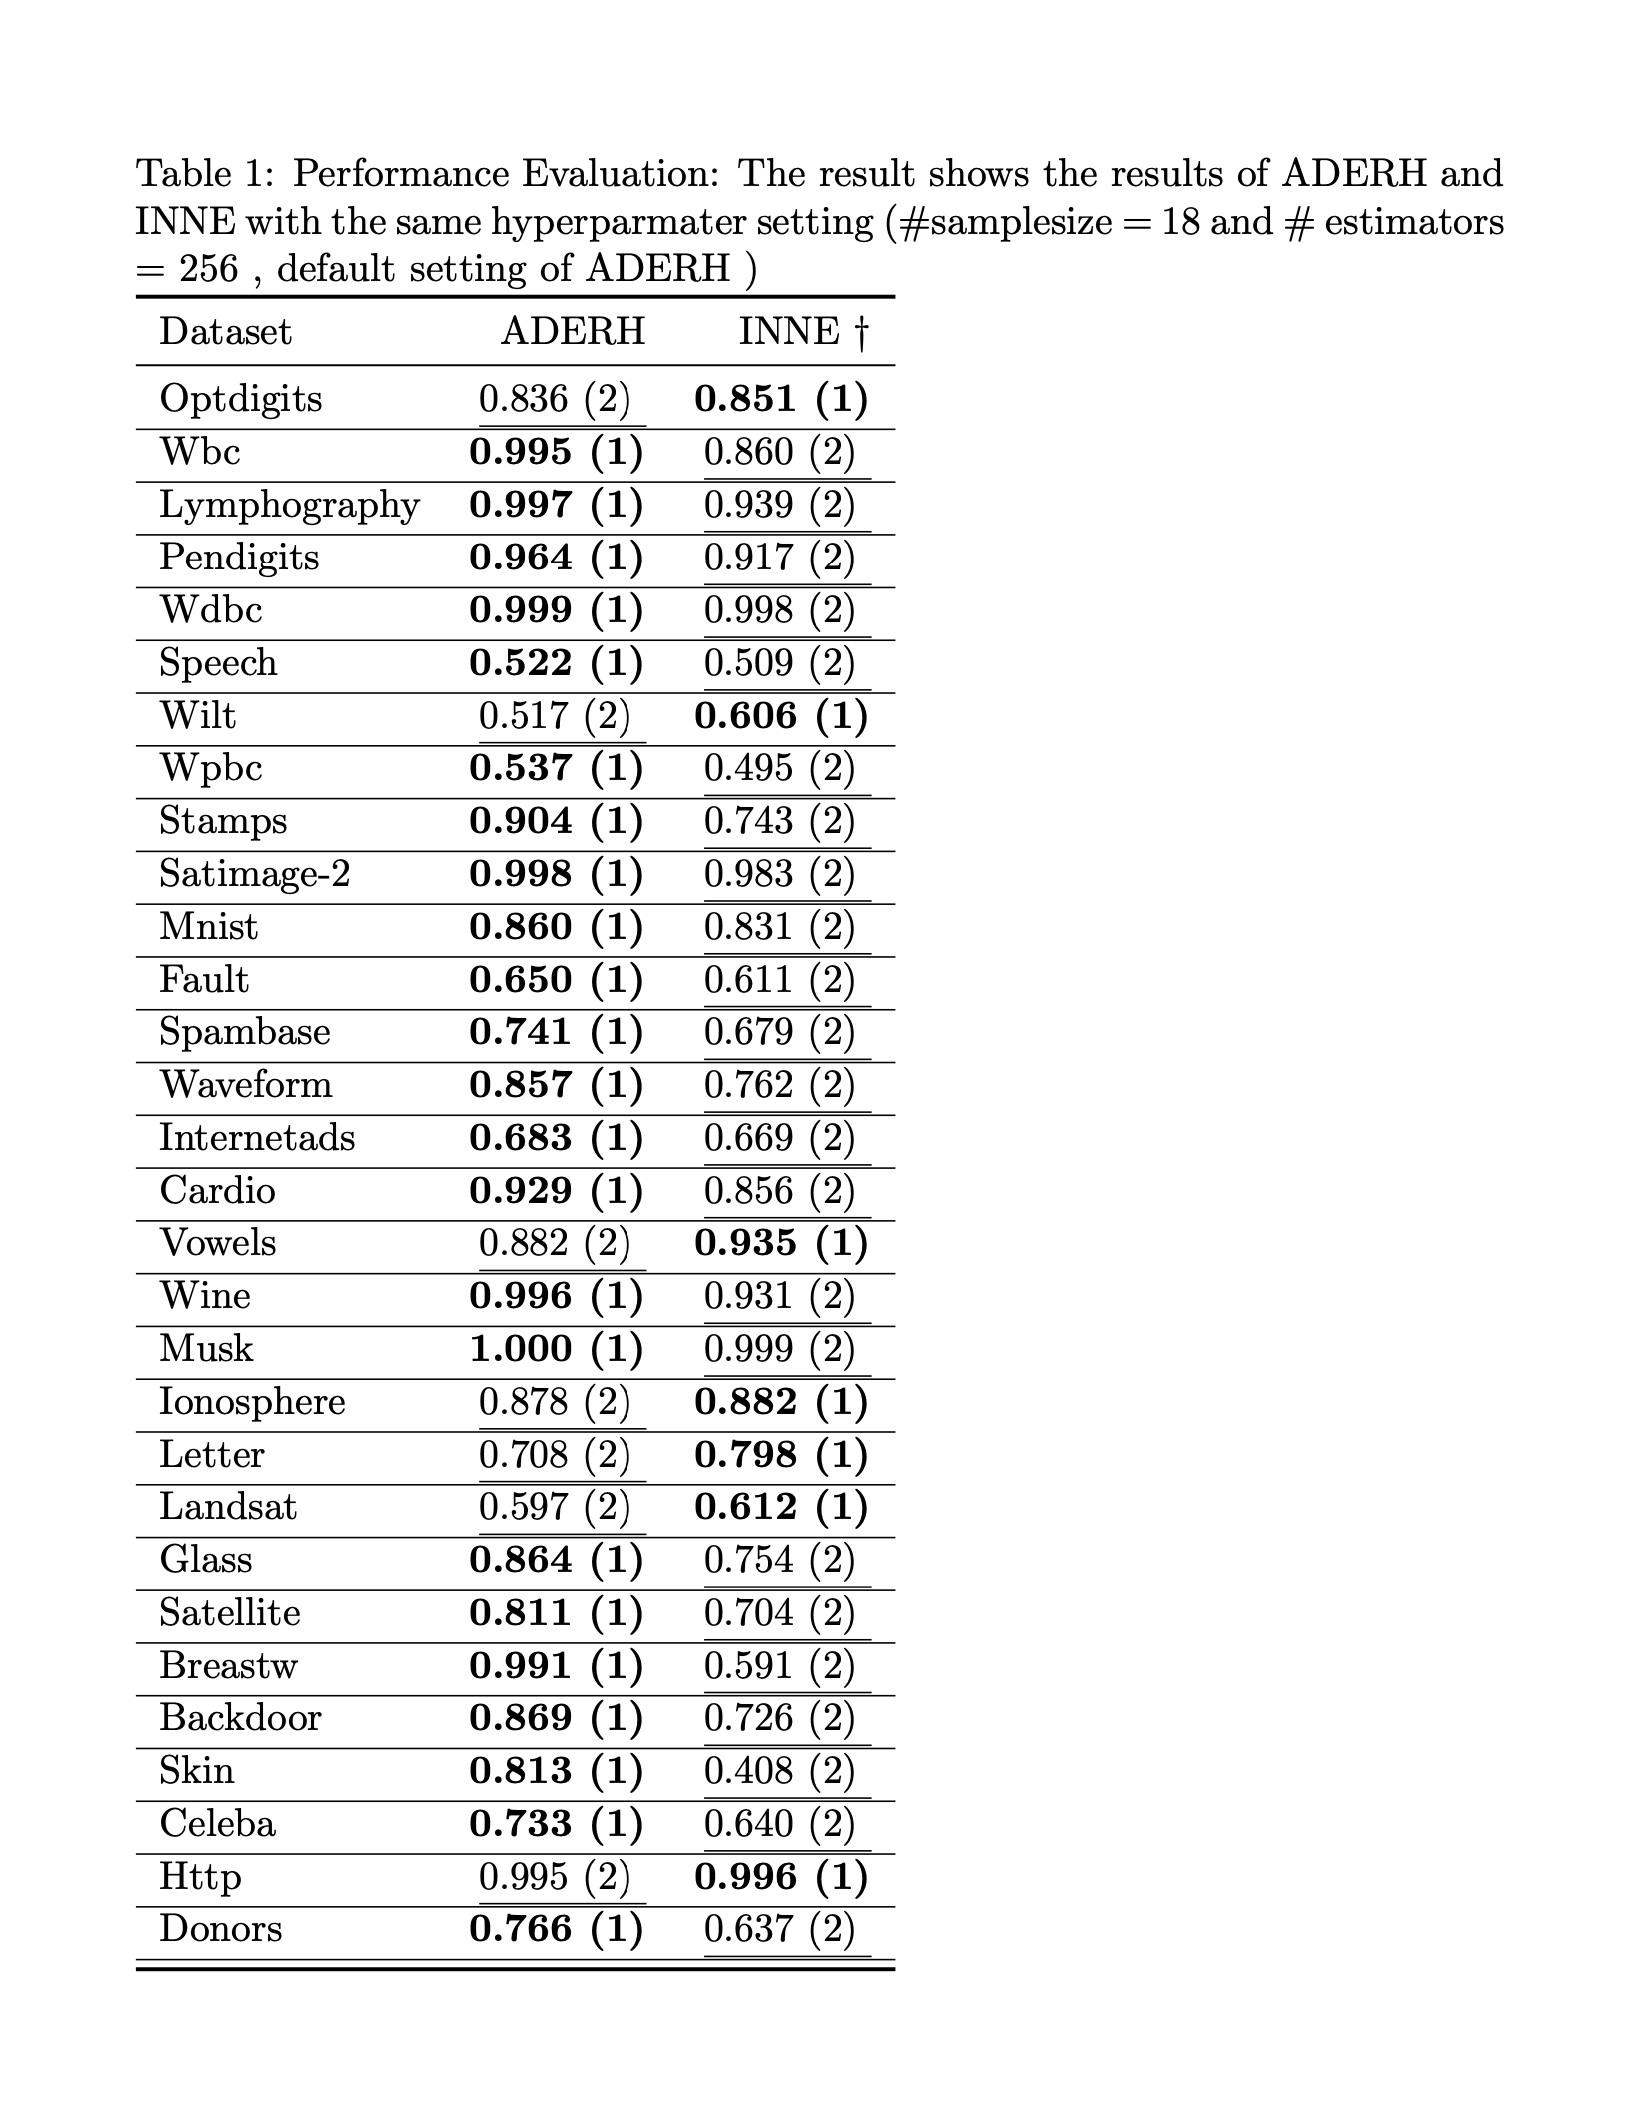 Table 1: Performance Evaluation: The result shows the results of ADERH and
INNE with the same hyperparmater setting (#samplesize = 18 and # estimators
= 256 , default setting of ADERH )
Dataset ADERH INNE †
Optdigits 0.836 (2) 0.851 (1)
Wbc 0.995 (1) 0.860 (2)
Lymphography 0.997 (1) 0.939 (2)
Pendigits 0.964 (1) 0.917 (2)
Wdbc 0.999 (1) 0.998 (2)
Speech 0.522 (1) 0.509 (2)
Wilt 0.517 (2) 0.606 (1)
Wpbc 0.537 (1) 0.495 (2)
Stamps 0.904 (1) 0.743 (2)
Satimage-2 0.998 (1) 0.983 (2)
Mnist 0.860 (1) 0.831 (2)
Fault 0.650 (1) 0.611 (2)
Spambase 0.741 (1) 0.679 (2)
Waveform 0.857 (1) 0.762 (2)
Internetads 0.683 (1) 0.669 (2)
Cardio 0.929 (1) 0.856 (2)
Vowels 0.882 (2) 0.935 (1)
Wine 0.996 (1) 0.931 (2)
Musk 1.000 (1) 0.999 (2)
Ionosphere 0.878 (2) 0.882 (1)
Letter 0.708 (2) 0.798 (1)
Landsat 0.597 (2) 0.612 (1)
Glass 0.864 (1) 0.754 (2)
Satellite 0.811 (1) 0.704 (2)
Breastw 0.991 (1) 0.591 (2)
Backdoor 0.869 (1) 0.726 (2)
Skin 0.813 (1) 0.408 (2)
Celeba 0.733 (1) 0.640 (2)
Http 0.995 (2) 0.996 (1)
Donors 0.766 (1) 0.637 (2)